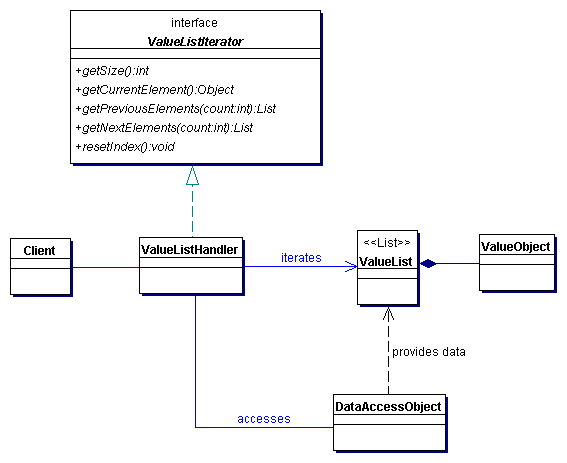 interface
ValueListIterator
+getSize():int
+getCurrentElement():Object
+getPreviousElements(count:int):List
+getNextElements(count:int):List
+resetIndex():void
Client
ValueListHandler
iterates
<<List>>
ValueList
ValueObject
provides data
DataAccessObject
accesses